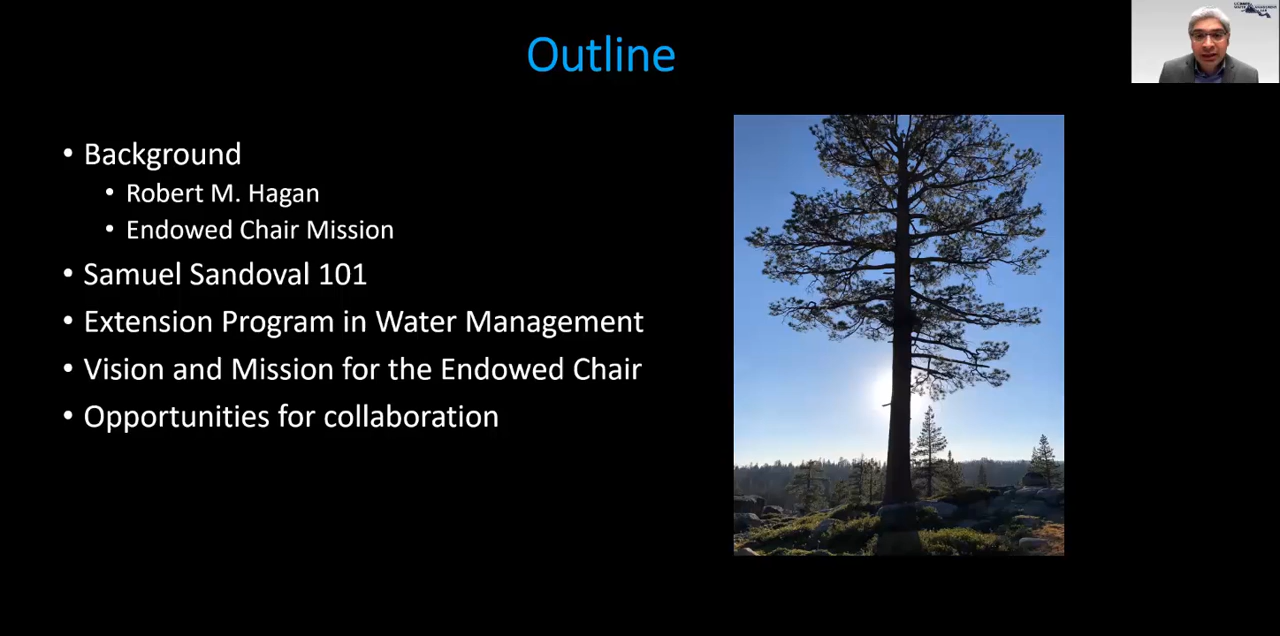 Outline
• Background
• Robert M. Hagan
• Endowed Chair Mission
• Samuel Sandoval 101
• Extension Program in Water Management
• Vision and Mission for the Endowed Chair
• Opportunities for collaboration